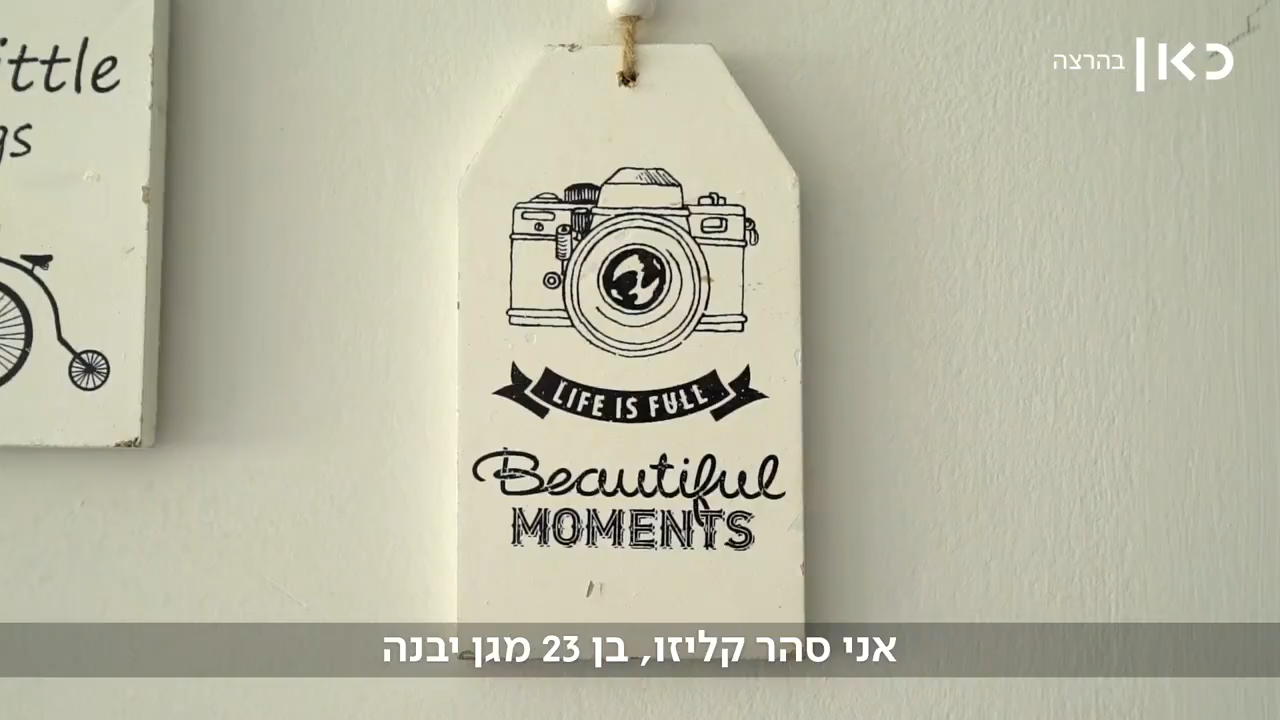 כאן בהרצה
ittle
gs
LIFE IS FULL
Beautiful
MOMENTS
אני סהר קליזו, בן 23 מגן יבנה